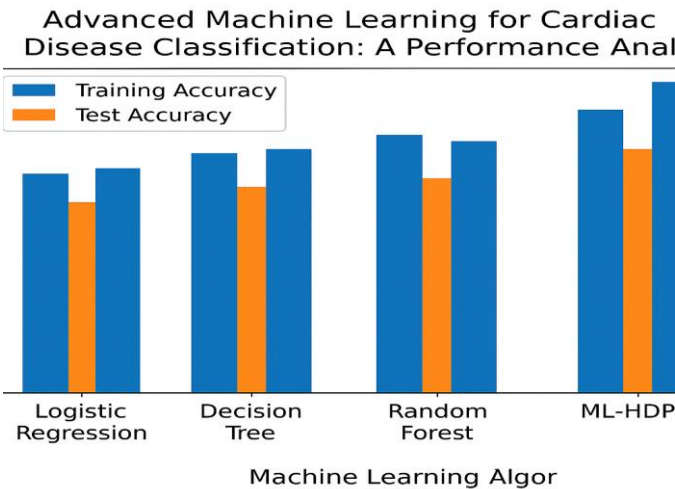 Advanced Machine Learning for Cardiac
Disease Classification: A Performance Anal
Training Accuracy
Test Accuracy
Logistic
Regression
Decision
Tree
Random
Forest
ML-HDP
Machine Learning Algor